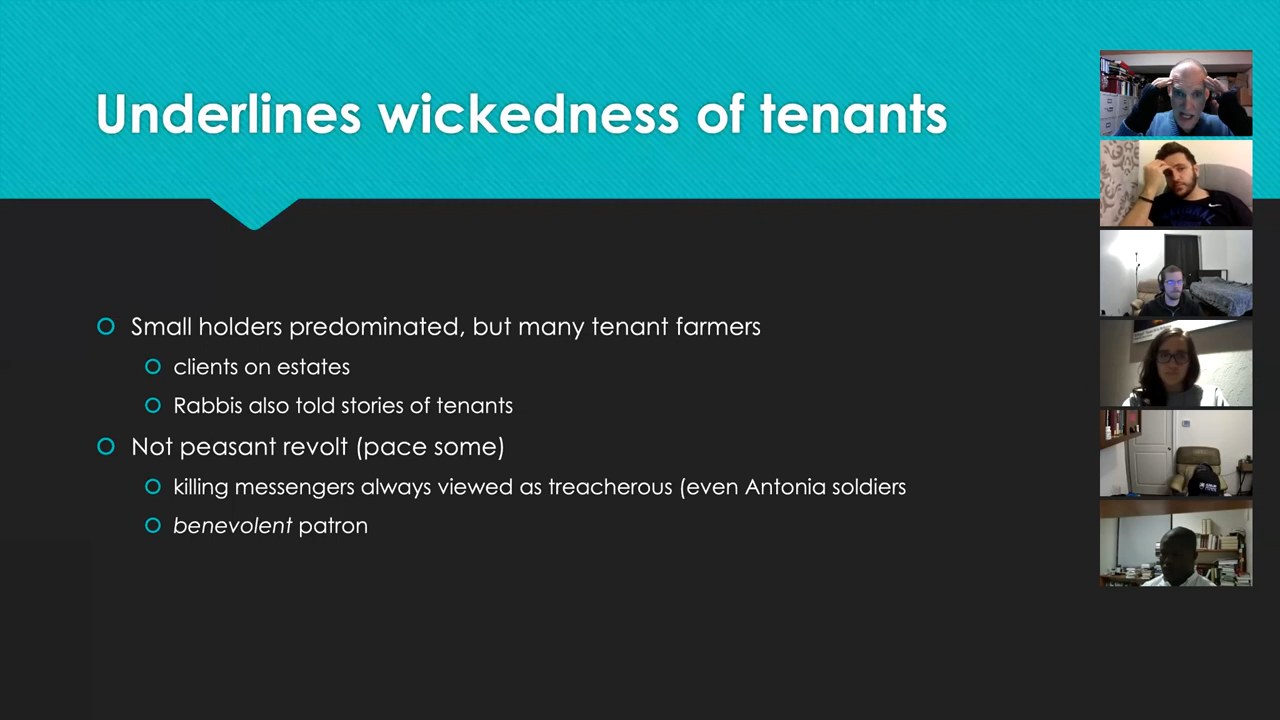 Underlines wickedness of tenants
Small holders predominated, but many tenant farmers
clients on estates
Rabbis also told stories of tenants
Not peasant revolt (pace some)
killing messengers always viewed as treacherous (even Antonia soldiers
benevolent patron